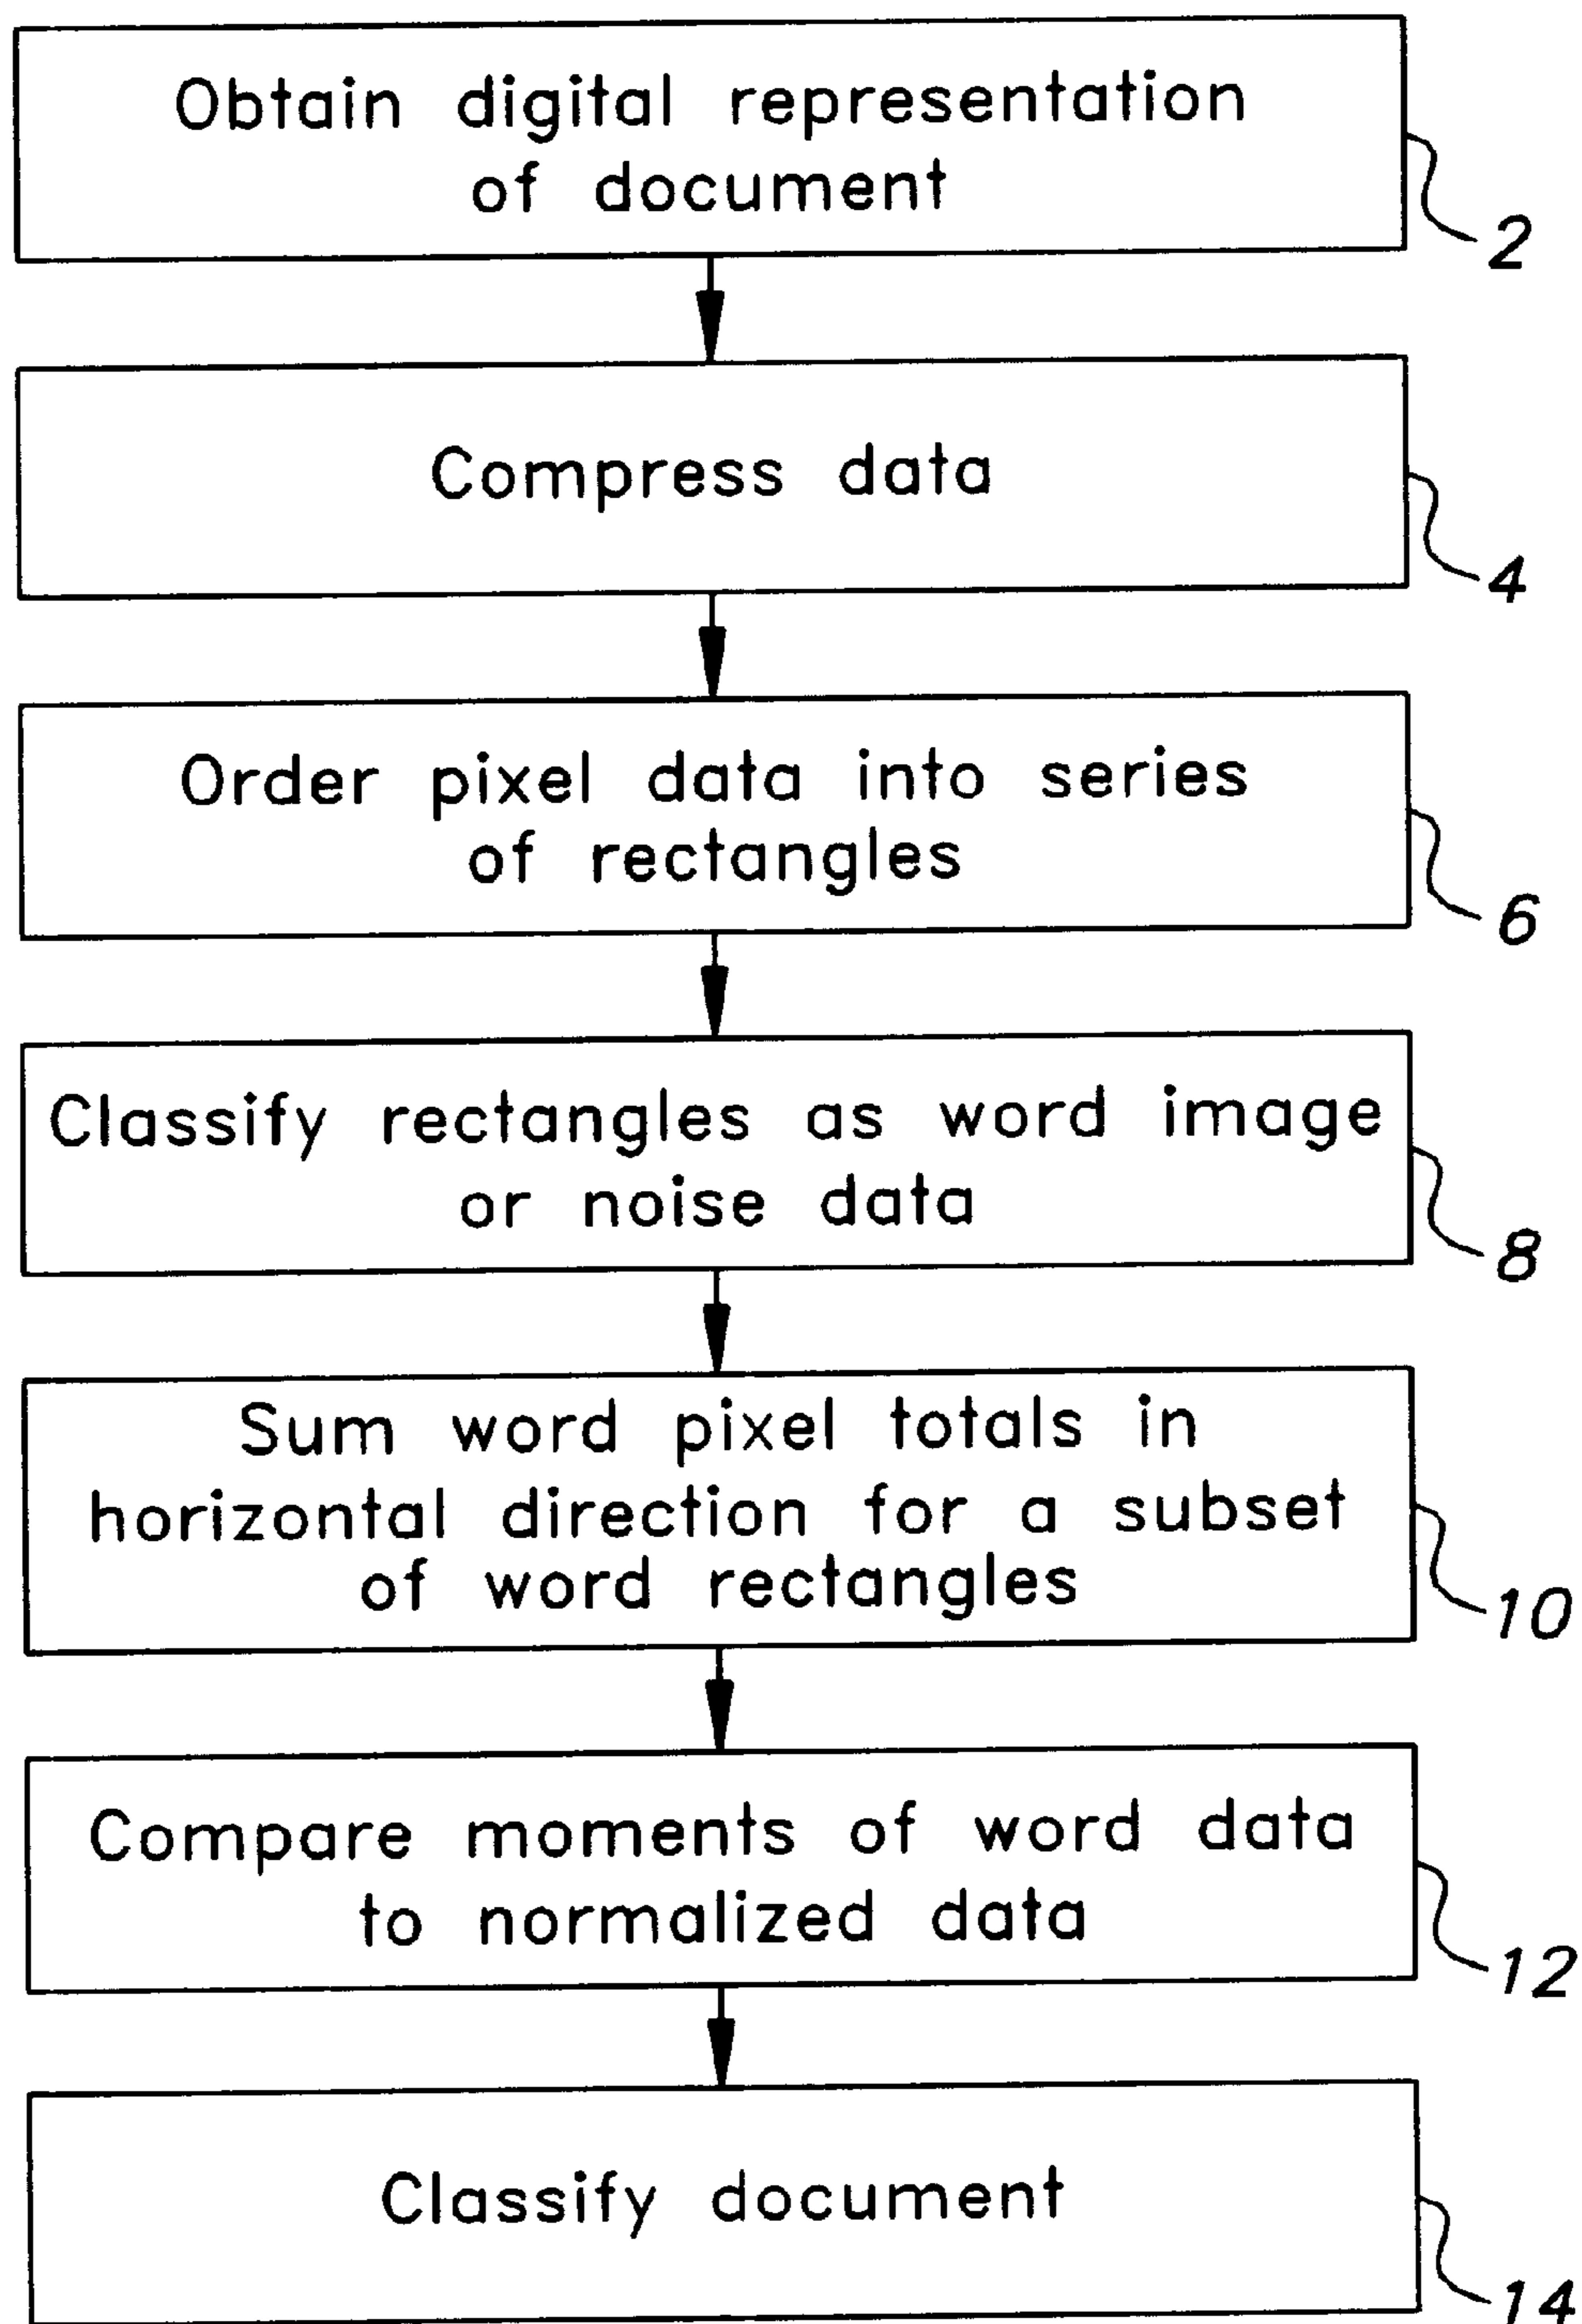 Obtain digital representation
of document
2
Compress data
4
Order pixel data into series
of rectangles
6
Classify rectangles as word image
or noise data
8
Sum word pixel totals in
horizontal direction for a subset
of word rectangles
10
Compare moments of word data
to normalized data
12
Classify document
14